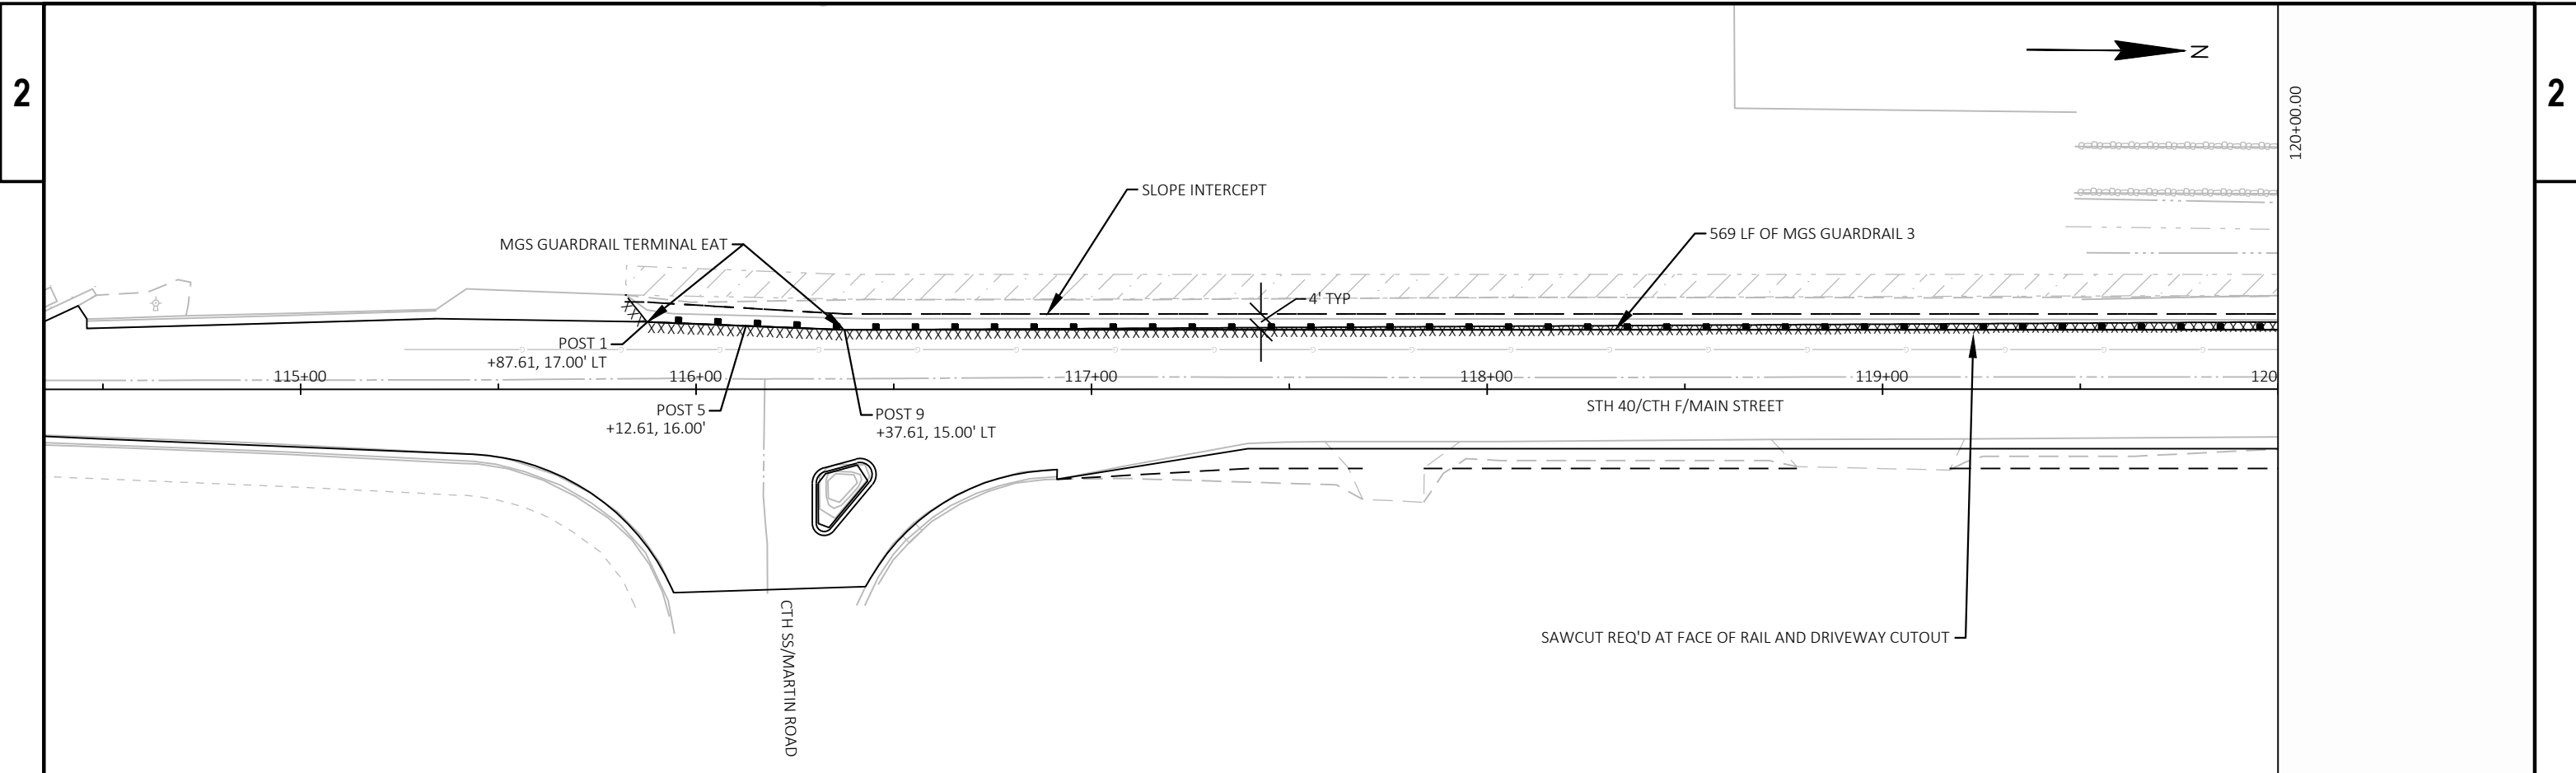 2
N
2
120+00.00
SLOPE INTERCEPT
MGS GUARDRAIL TERMINAL EAT
569 LF OF MGS GUARDRAIL 3
4' TYP
POST 1
+87.61, 17.00' LT
115+00
116+00
117+00
118+00
119+00
120
POST 5
+12.61, 16.00'
POST 9
+37.61, 15.00' LT
STH 40/CTH F/MAIN STREET
CTH SS/MARTIN ROAD
SAWCUT REQ'D AT FACE OF RAIL AND DRIVEWAY CUTOUT